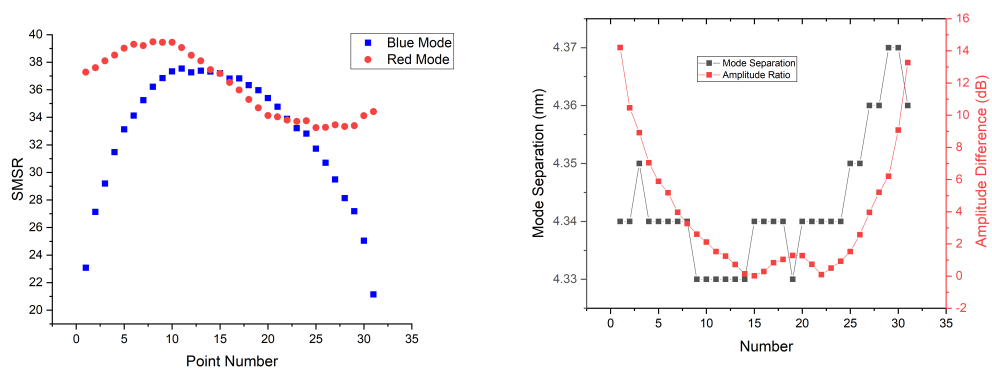 40
38
36
34
32
30
28
26
24
22
20
SMSR
0 5 10 15 20 25 30 35
Point Number
Blue Mode
Red Mode
4.37
4.36
4.35
4.34
4.33
Mode Separation (nm)
0 5 10 15 20 25 30 35
Number
Mode Separation
Amplitude Ratio
16
14
12
10
8
6
4
2
0
-2
Amplitude Difference (dB)